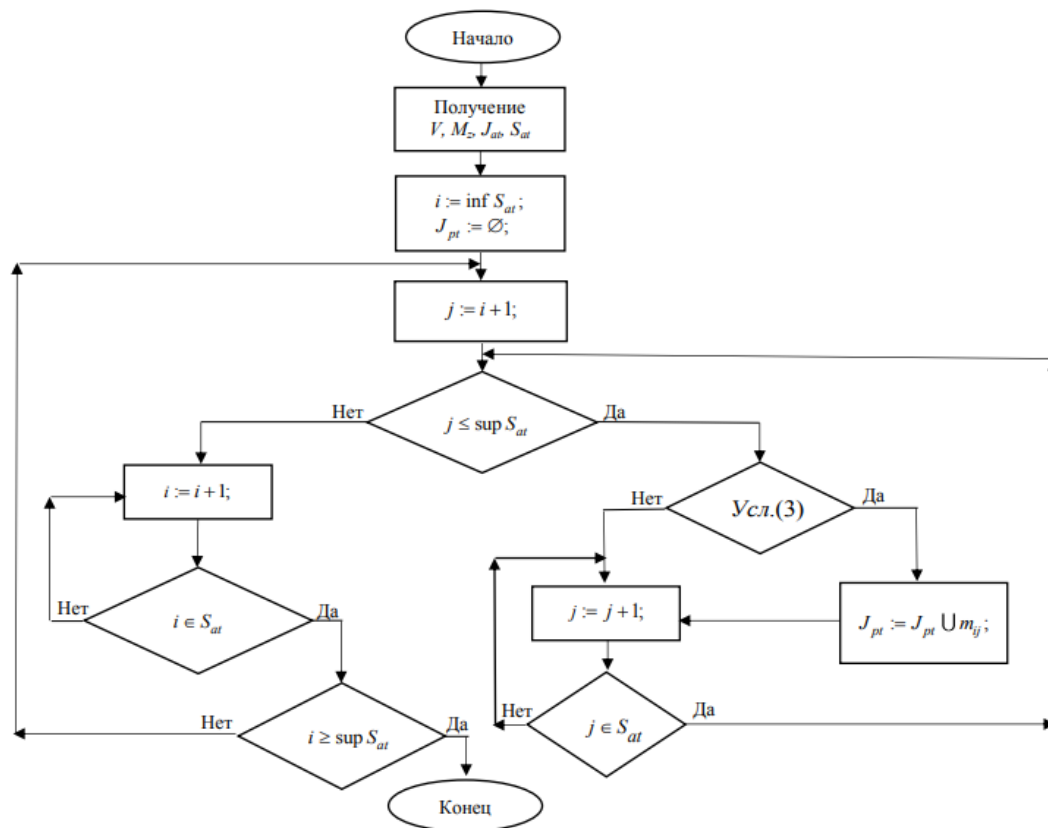 Начало
Получение
V, M_z, J_at, S_at
i := inf S_at;
J_pt := ∅;
j := i + 1;
Нет
j ≤ sup S_at
Да
i := i + 1;
Нет
Усл.(3)
Да
Нет
i ∈ S_at
Да
j := j + 1;
J_pt := J_pt ⋃ m_ij;
Нет
i ≥ sup S_at
Да
Нет
j ∈ S_at
Да
Конец